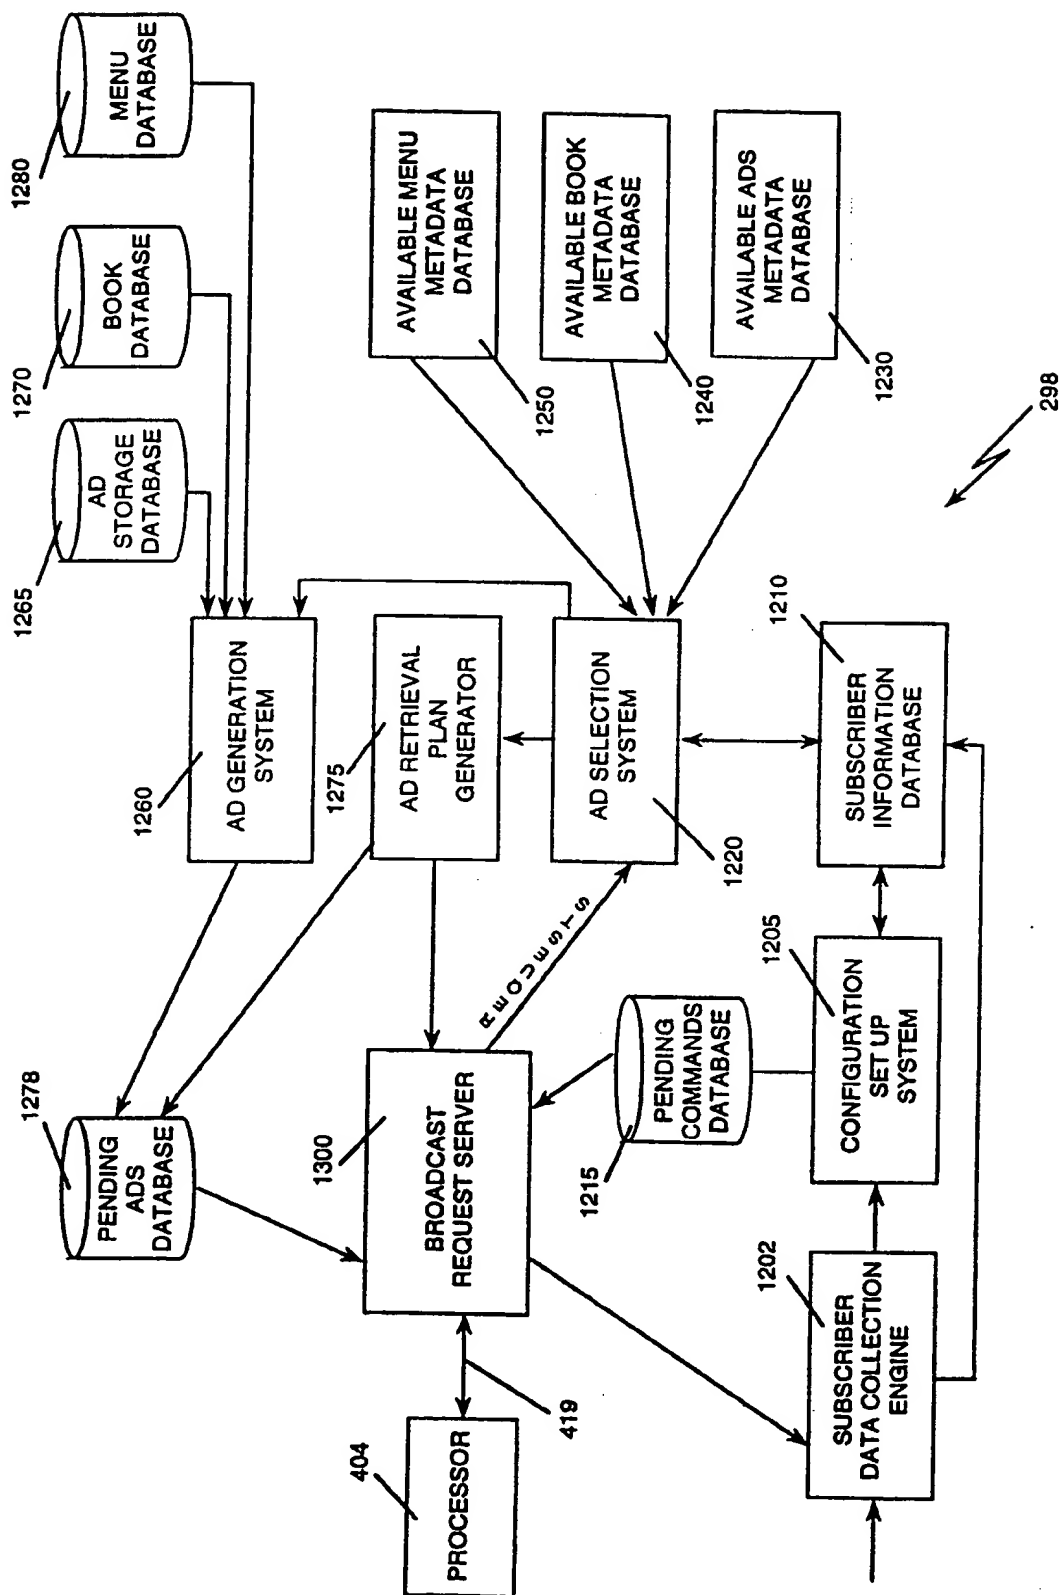 1278
PENDING
ADS
DATABASE
1260
AD GENERATION
SYSTEM
1265
AD
STORAGE
DATABASE
1270
BOOK
DATABASE
1280
MENU
DATABASE
404
PROCESSOR
419
1300
BROADCAST
REQUEST SERVER
1275
AD RETRIEVAL
PLAN
GENERATOR
REQUESTS
AD SELECTION
SYSTEM
1220
AVAILABLE MENU
METADATA
DATABASE
1250
AVAILABLE BOOK
METADATA
DATABASE
1240
AVAILABLE ADS
METADATA
DATABASE
1230
1215
PENDING
COMMANDS
DATABASE
1202
SUBSCRIBER
DATA COLLECTION
ENGINE
1205
CONFIGURATION
SET UP
SYSTEM
1210
SUBSCRIBER
INFORMATION
DATABASE
298